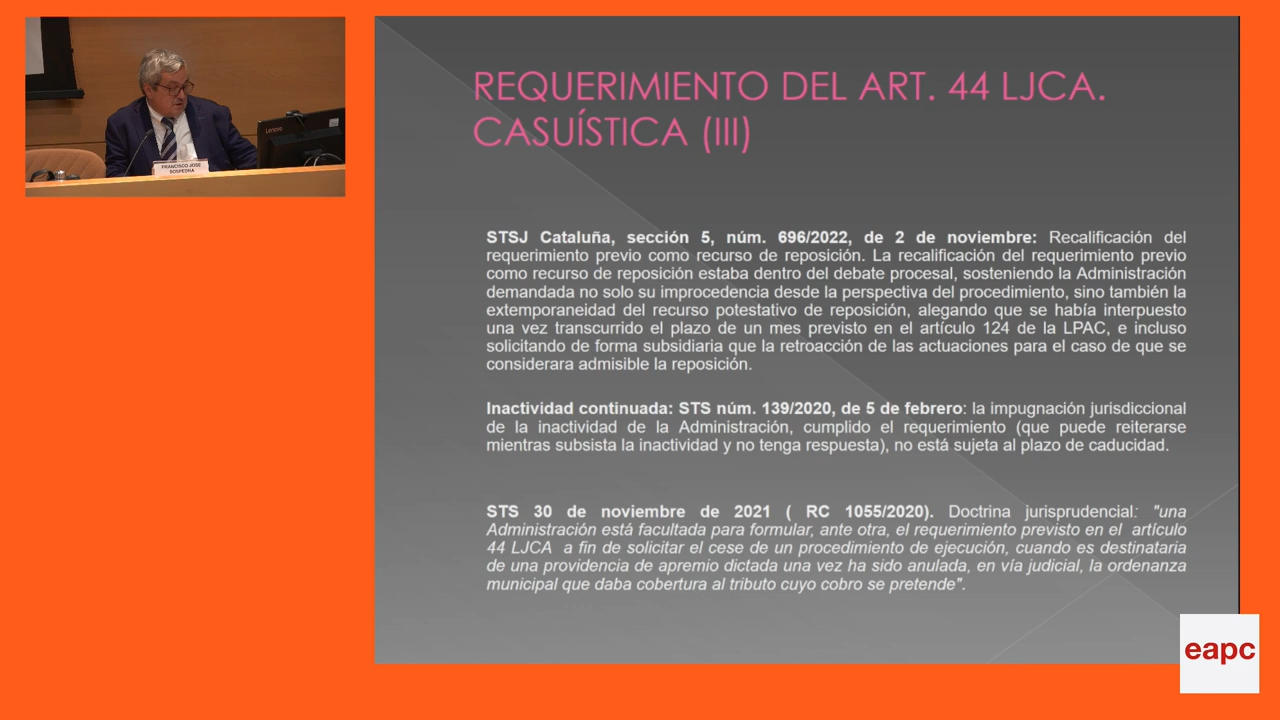 Lenovo
FRANCISCO JOSÉ
SOSPEDRA
REQUERIMIENTO DEL ART. 44 LJCA.
CASUÍSTICA (III)
STSJ Cataluña, sección 5, núm. 696/2022, de 2 de noviembre: Recalificación del
requerimiento previo como recurso de reposición. La recalificación del requerimiento previo
como recurso de reposición estaba dentro del debate procesal, sosteniendo la Administración
demandada no solo su improcedencia desde la perspectiva del procedimiento, sino también la
extemporaneidad del recurso potestativo de reposición, alegando que se había interpuesto
una vez transcurrido el plazo de un mes previsto en el artículo 124 de la LPAC, e incluso
solicitando de forma subsidiaria que la retroacción de las actuaciones para el caso de que se
considerara admisible la reposición.
Inactividad continuada: STS núm. 139/2020, de 5 de febrero: la impugnación jurisdiccional
de la inactividad de la Administración, cumplido el requerimiento (que puede reiterarse
mientras subsista la inactividad y no tenga respuesta), no está sujeta al plazo de caducidad.
STS 30 de noviembre de 2021 ( RC 1055/2020). Doctrina jurisprudencial: "una
Administración está facultada para formular, ante otra, el requerimiento previsto en el artículo
44 LJCA a fin de solicitar el cese de un procedimiento de ejecución, cuando es destinataria
de una providencia de apremio dictada una vez ha sido anulada, en vía judicial, la ordenanza
municipal que daba cobertura al tributo cuyo cobro se pretende".
eapc